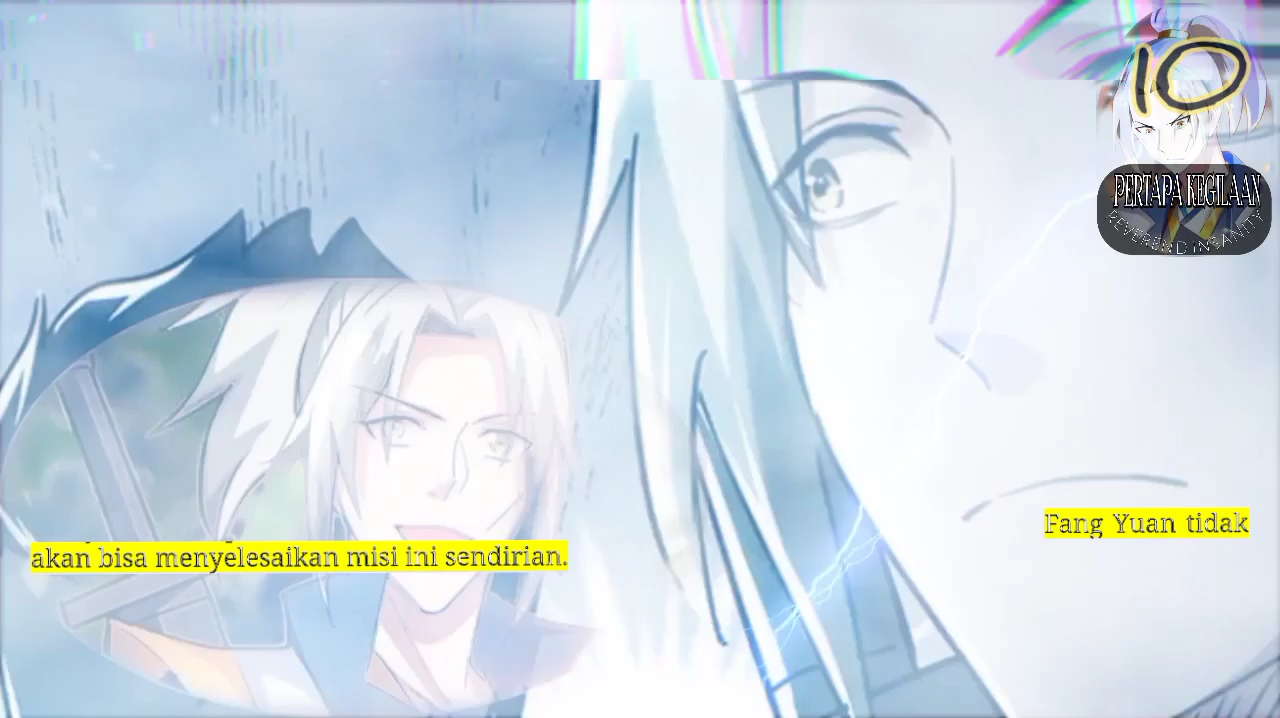 10
PERTAPA KEGILAAN
REVEREND INSANITY
Fang Yuan tidak
akan bisa menyelesaikan misi ini sendirian.